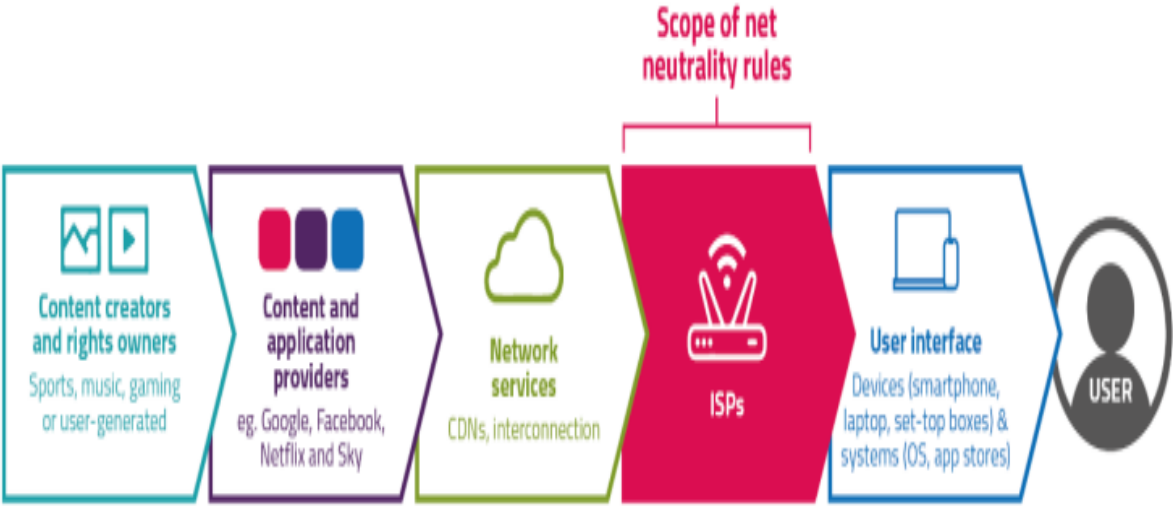 Scope of net
neutrality rules
Content creators
and rights owners
Sports, music, gaming
or user-generated
Content and
application
providers
eg. Google, Facebook,
Netflix and Sky
Network
services
CDNs, interconnection
ISPs
User interface
Devices (smartphone,
laptop, set-top boxes) &
systems (OS, app stores)
USER